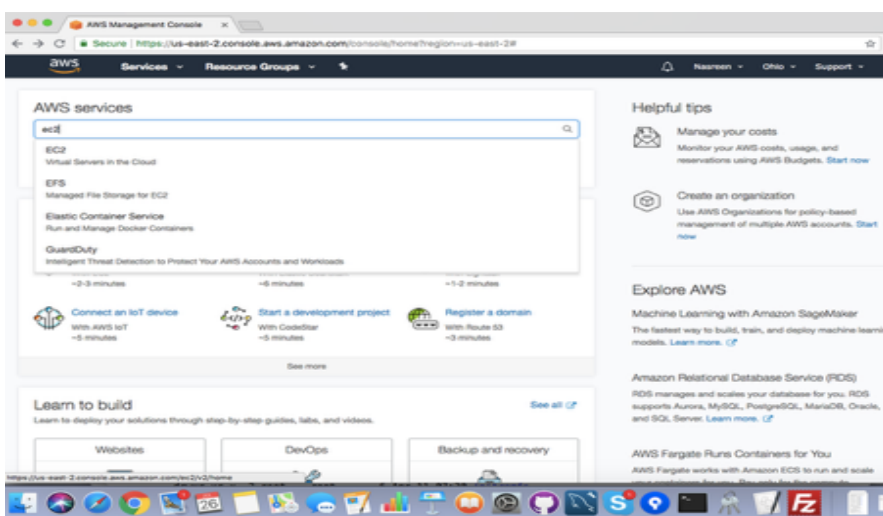 AWS Management Console
Secure | https://us-east-2.console.aws.amazon.com/console/home?region=us-east-2#
aws Services Resource Groups Nasreen Ohio Support
AWS services
ec2
EC2
Virtual Servers in the Cloud
EFS
Managed File Storage for EC2
Elastic Container Service
Run and Manage Docker Containers
GuardDuty
Intelligent Threat Detection to Protect Your AWS Accounts and Workloads
~2-3 minutes ~6 minutes ~1-2 minutes
Connect an IoT device
With AWS IoT
~5 minutes
Start a development project
With CodeStar
~5 minutes
Register a domain
With Route 53
~3 minutes
See more
Learn to build
See all
Learn to deploy your solutions through step-by-step guides, labs, and videos.
Websites
DevOps
Backup and recovery
Helpful tips
Manage your costs
Monitor your AWS costs, usage, and
reservations using AWS Budgets. Start now
Create an organization
Use AWS Organizations for policy-based
management of multiple AWS accounts. Start
now
Explore AWS
Machine Learning with Amazon SageMaker
The fastest way to build, train, and deploy machine learni
models. Learn more.
Amazon Relational Database Service (RDS)
RDS manages and scales your database for you. RDS
supports Aurora, MySQL, PostgreSQL, MariaDB, Oracle,
and SQL Server. Learn more.
AWS Fargate Runs Containers for You
AWS Fargate works with Amazon ECS to run and scale
https://us-east-2.console.aws.amazon.com/ec2/v2/home
26